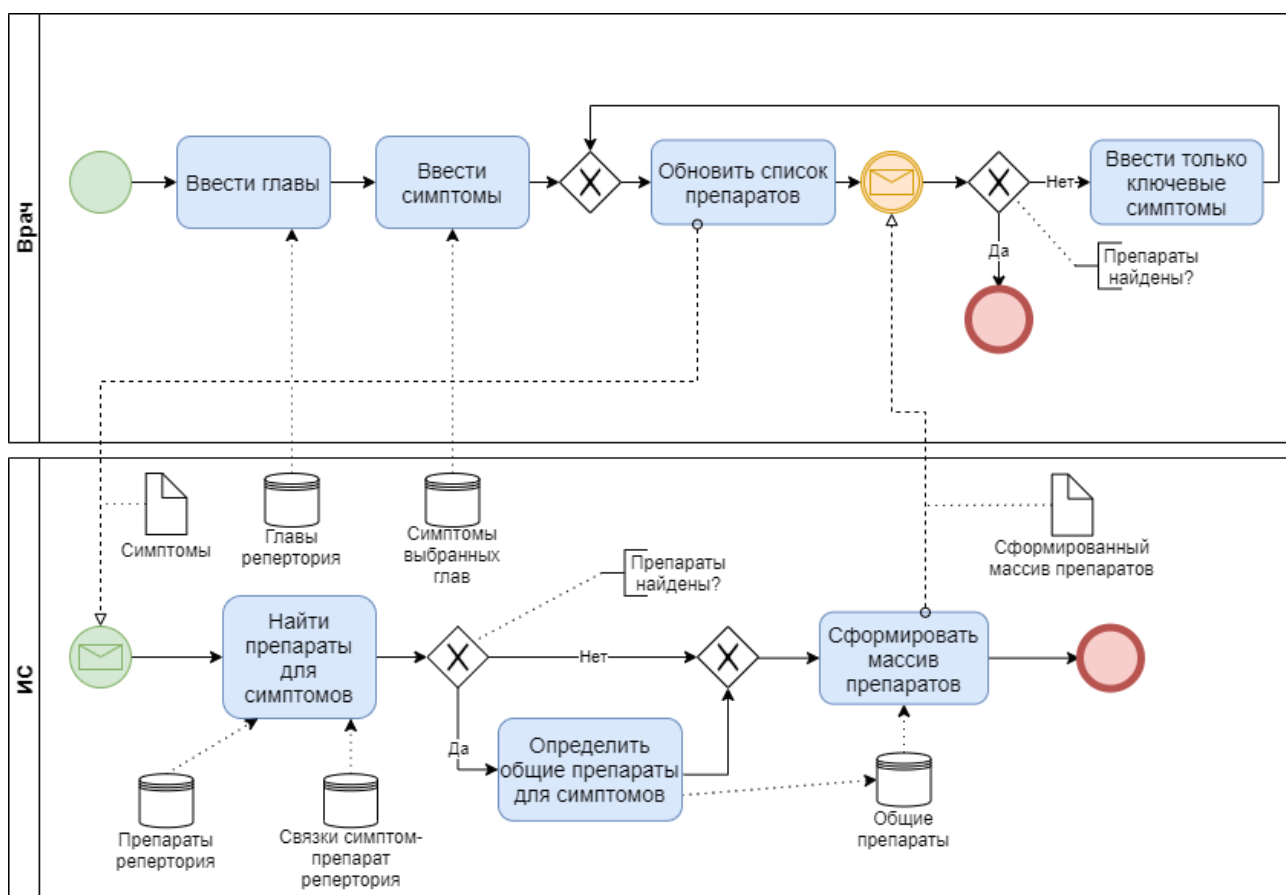 Врач
Ввести главы
Ввести
симптомы
Обновить список
препаратов
Нет
Ввести только
ключевые
симптомы
Да
Препараты
найдены?
ИС
Симптомы
Главы
репертория
Симптомы
выбранных
глав
Сформированный
массив препаратов
Препараты
найдены?
Найти
препараты
для
симптомов
Нет
Сформировать
массив
препаратов
Да
Определить
общие препараты
для симптомов
Препараты
репертория
Связки симптом-
препарат
репертория
Общие
препараты